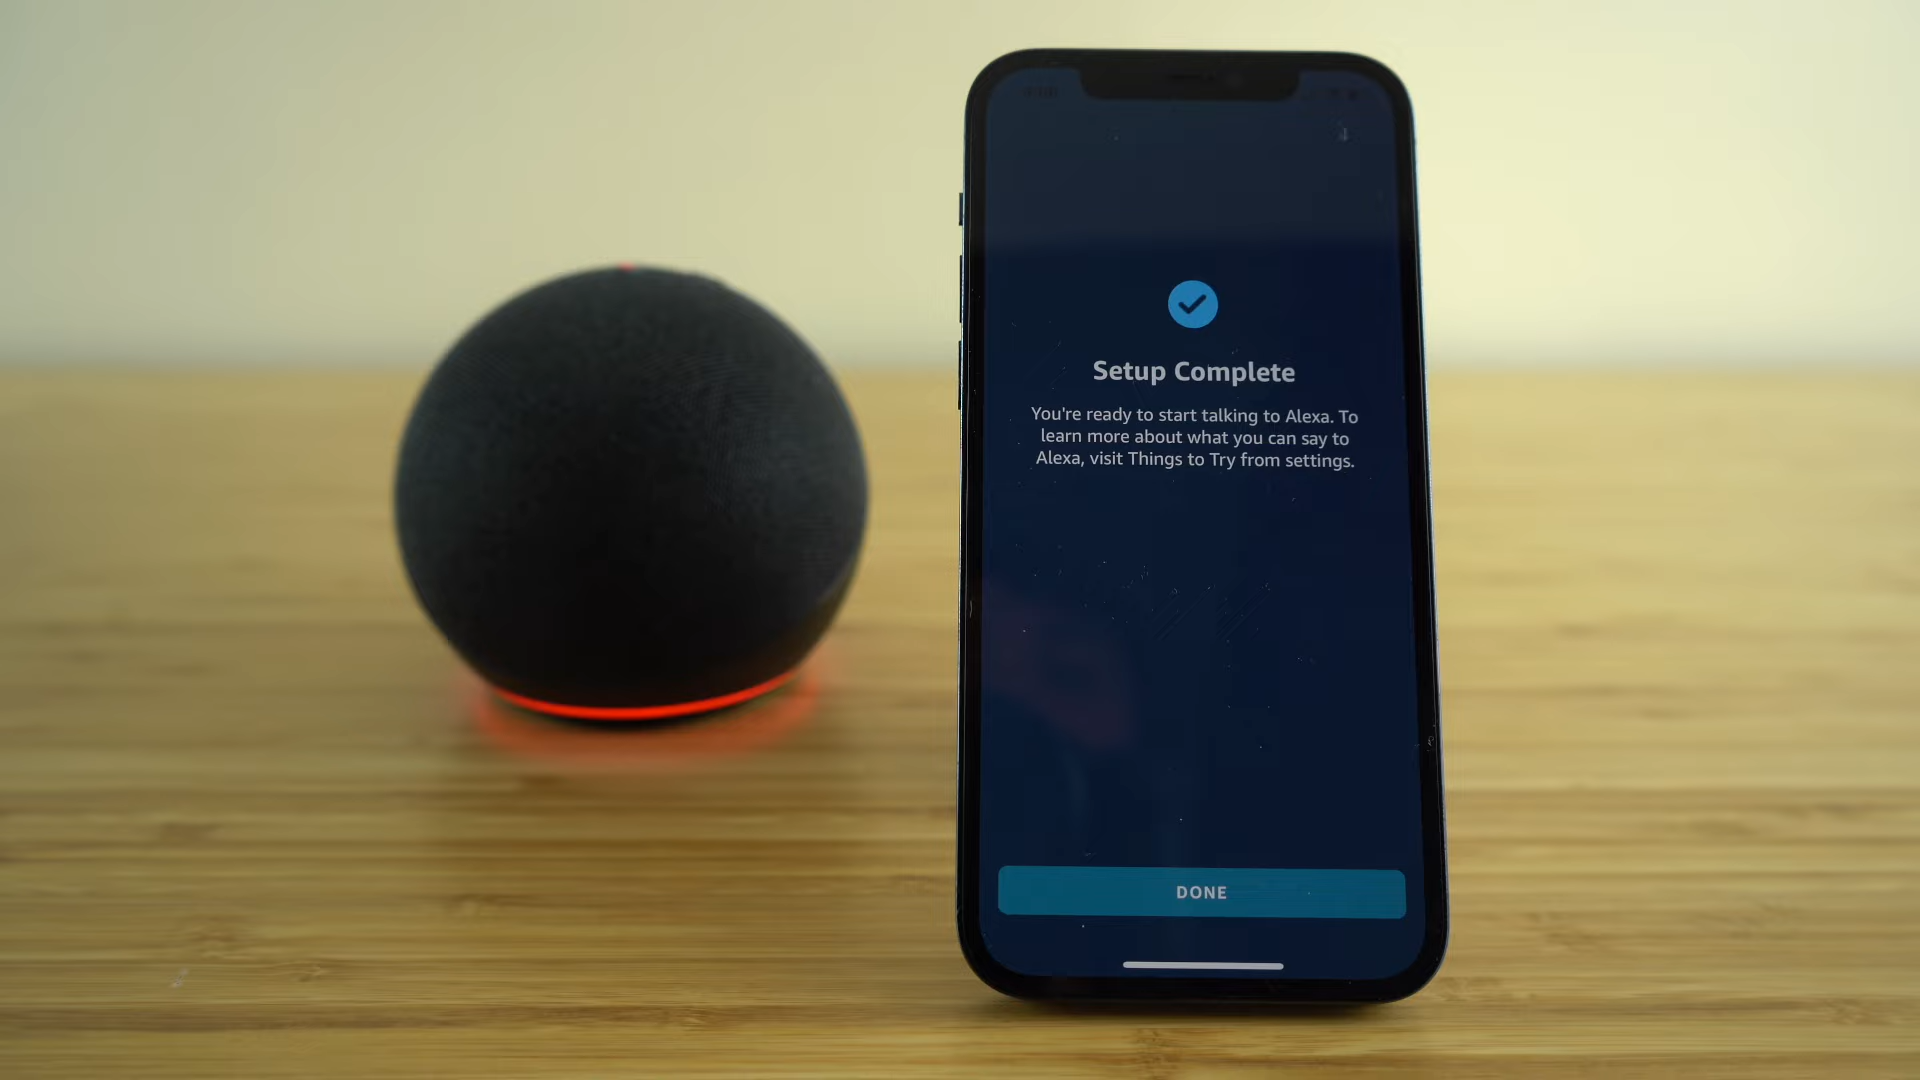 Setup Complete
You're ready to start talking to Alexa. To
learn more about what you can say to
Alexa, visit Things to Try from settings.
DONE